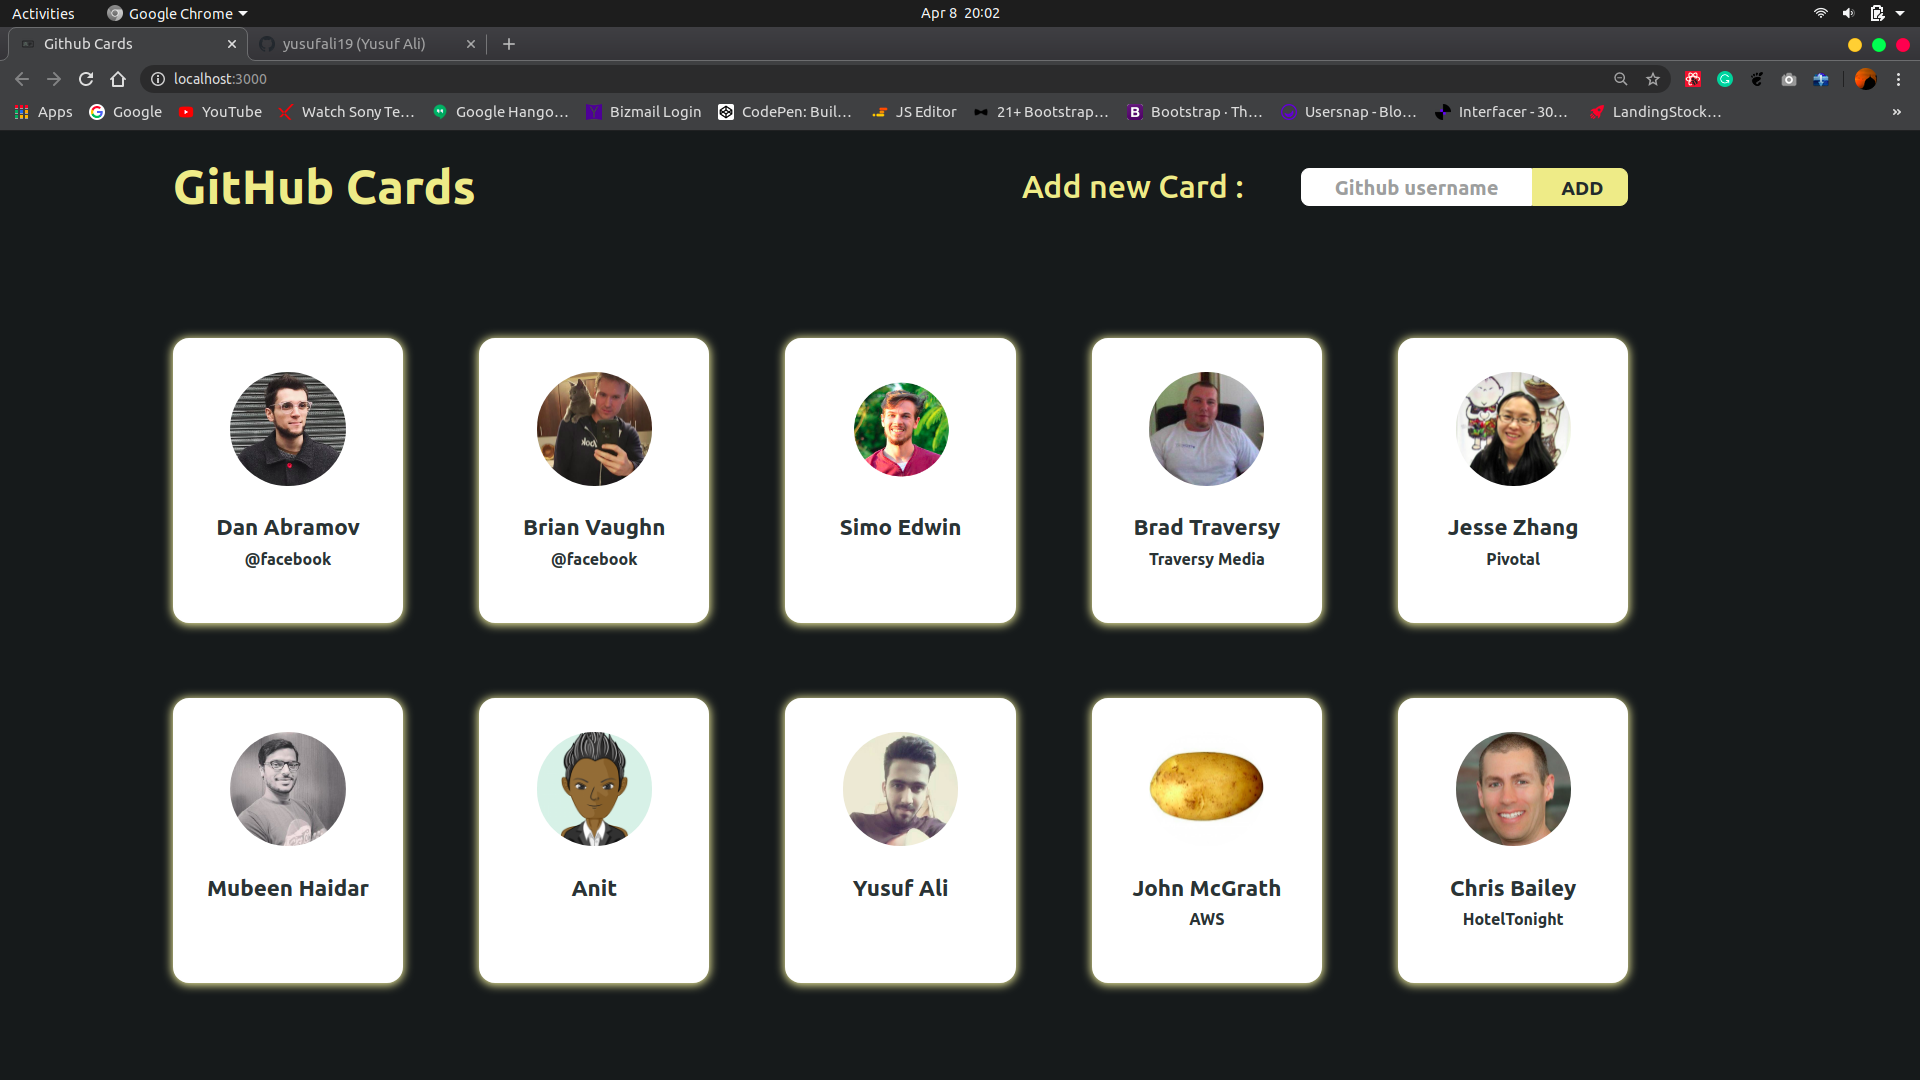 Activities Google Chrome Apr 8 20:02
Github Cards yusufali19 (Yusuf Ali)
localhost:3000
Apps Google YouTube Watch Sony Te... Google Hango... Bizmail Login CodePen: Buil... JS Editor 21+ Bootstrap... B Bootstrap · Th... Usersnap - Blo... Interfacer - 30... LandingStock... »
GitHub Cards Add new Card : Github username ADD
Dan Abramov Brian Vaughn Simo Edwin Brad Traversy Jesse Zhang
@facebook @facebook Traversy Media Pivotal
Mubeen Haidar Anit Yusuf Ali John McGrath Chris Bailey
AWS HotelTonight